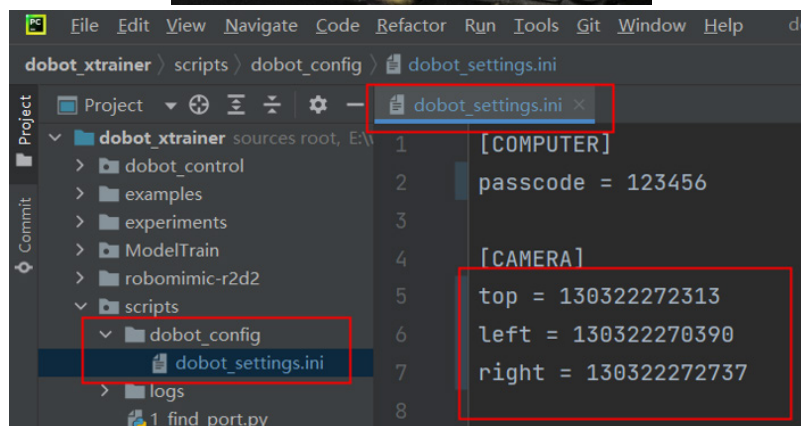 PC
File Edit View Navigate Code Refactor Run Tools Git Window Help
dobot_xtrainer scripts dobot_config dobot_settings.ini
Project
dobot_settings.ini
Project
Commit
dobot_xtrainer sources root, E:\
dobot_control
examples
experiments
ModelTrain
robomimic-r2d2
scripts
dobot_config
dobot_settings.ini
logs
1_find_port.py
1 [COMPUTER]
2 passcode = 123456
3
4 [CAMERA]
5 top = 130322272313
6 left = 130322270390
7 right = 130322272737
8